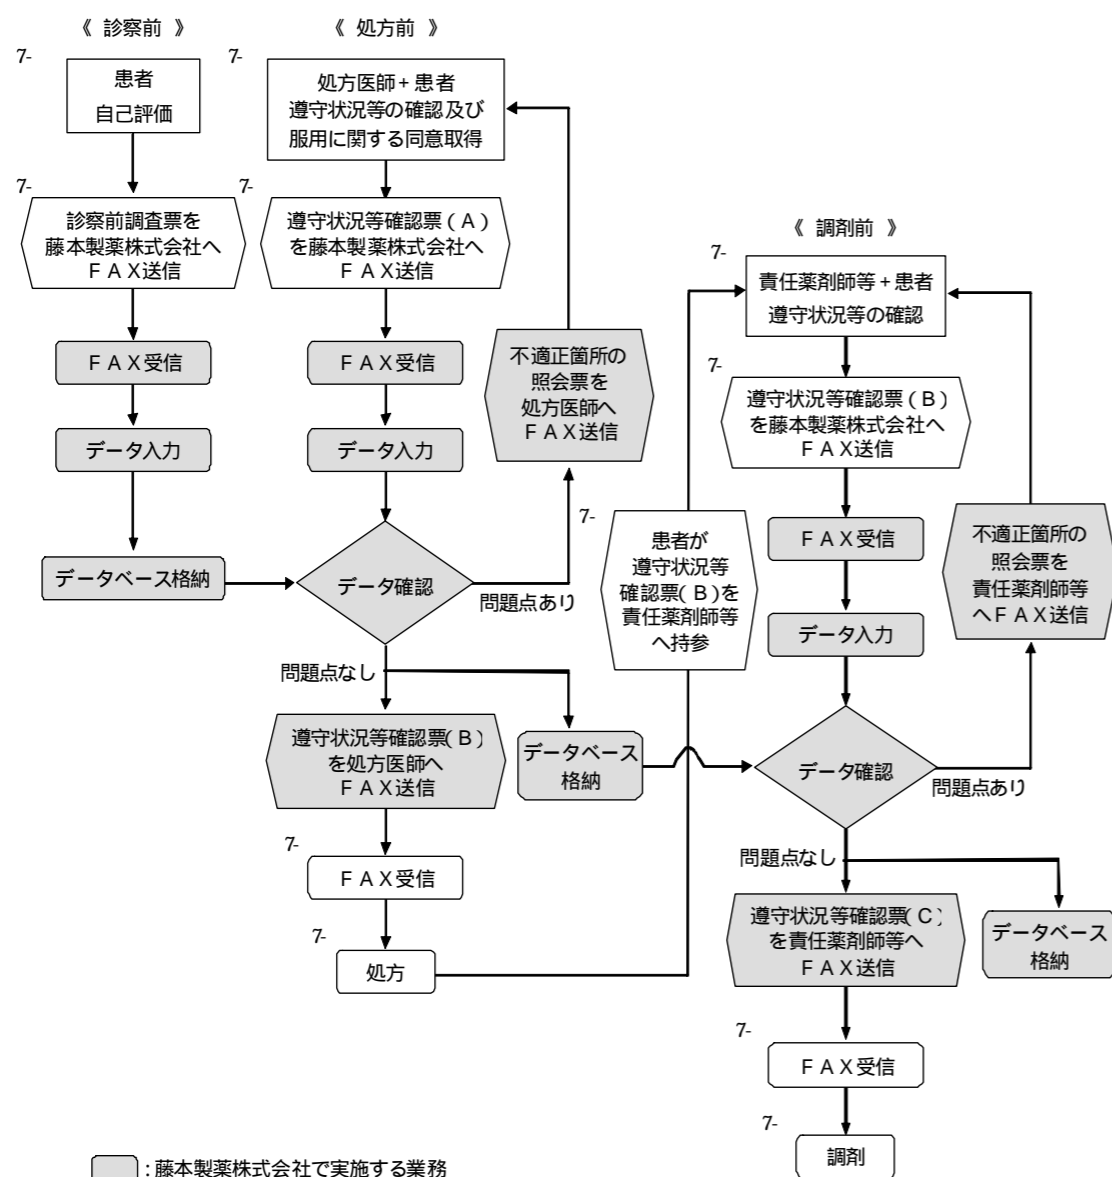 《 診察前 》
7-
患者
自己評価
7-
診察前調査票を
藤本製薬株式会社へ
ＦＡＸ送信
ＦＡＸ受信
データ入力
データベース格納
《 処方前 》
7-
処方医師+患者
遵守状況等の確認及び
服用に関する同意取得
7-
遵守状況等確認票(A)
を藤本製薬株式会社へ
ＦＡＸ送信
ＦＡＸ受信
データ入力
データ確認
問題点あり
不適正箇所の
照会票を
処方医師へ
ＦＡＸ送信
問題点なし
遵守状況等確認票(B)
を処方医師へ
ＦＡＸ送信
データベース
格納
7-
ＦＡＸ受信
7-
処方
7-
患者が
遵守状況等
確認票(B)を
責任薬剤師等
へ持参
《 調剤前 》
7-
責任薬剤師等+患者
遵守状況等の確認
7-
遵守状況等確認票(B)
を藤本製薬株式会社へ
ＦＡＸ送信
ＦＡＸ受信
データ入力
データ確認
問題点あり
不適正箇所の
照会票を
責任薬剤師等
へＦＡＸ送信
問題点なし
遵守状況等確認票(C)
を責任薬剤師等へ
ＦＡＸ送信
データベース
格納
7-
ＦＡＸ受信
7-
調剤
:藤本製薬株式会社で実施する業務